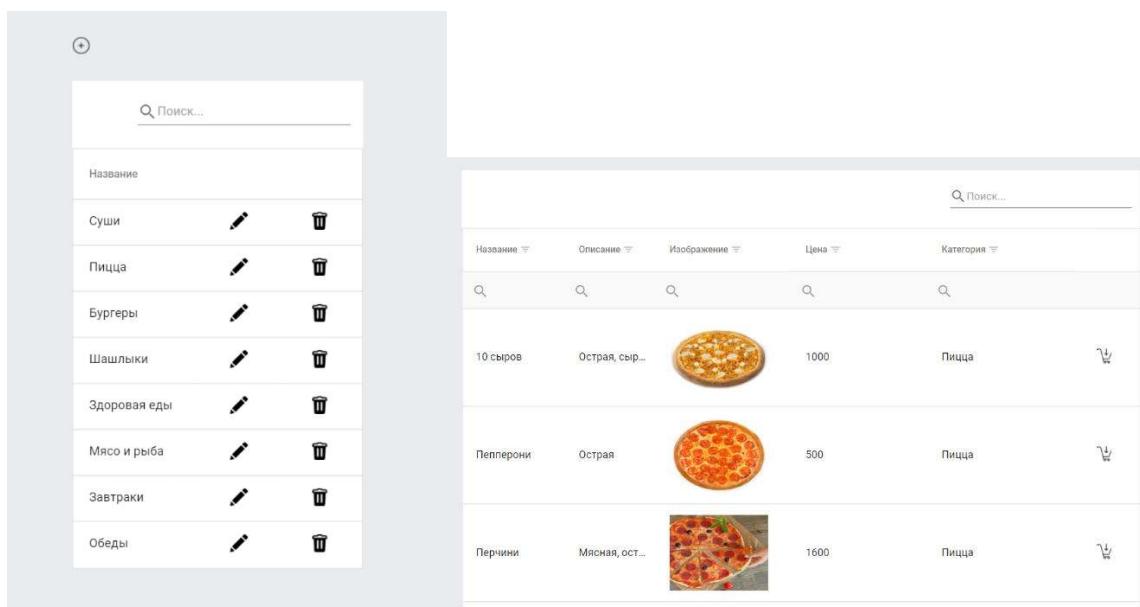 Поиск...
Название
Суши
Пицца
Бургеры
Шашлыки
Здоровая еды
Мясо и рыба
Завтраки
Обеды
Поиск...
Название Описание Изображение Цена Категория
10 сыров Острая, сыр... 1000 Пицца
Пепперони Острая 500 Пицца
Перчини Мясная, ост... 1600 Пицца